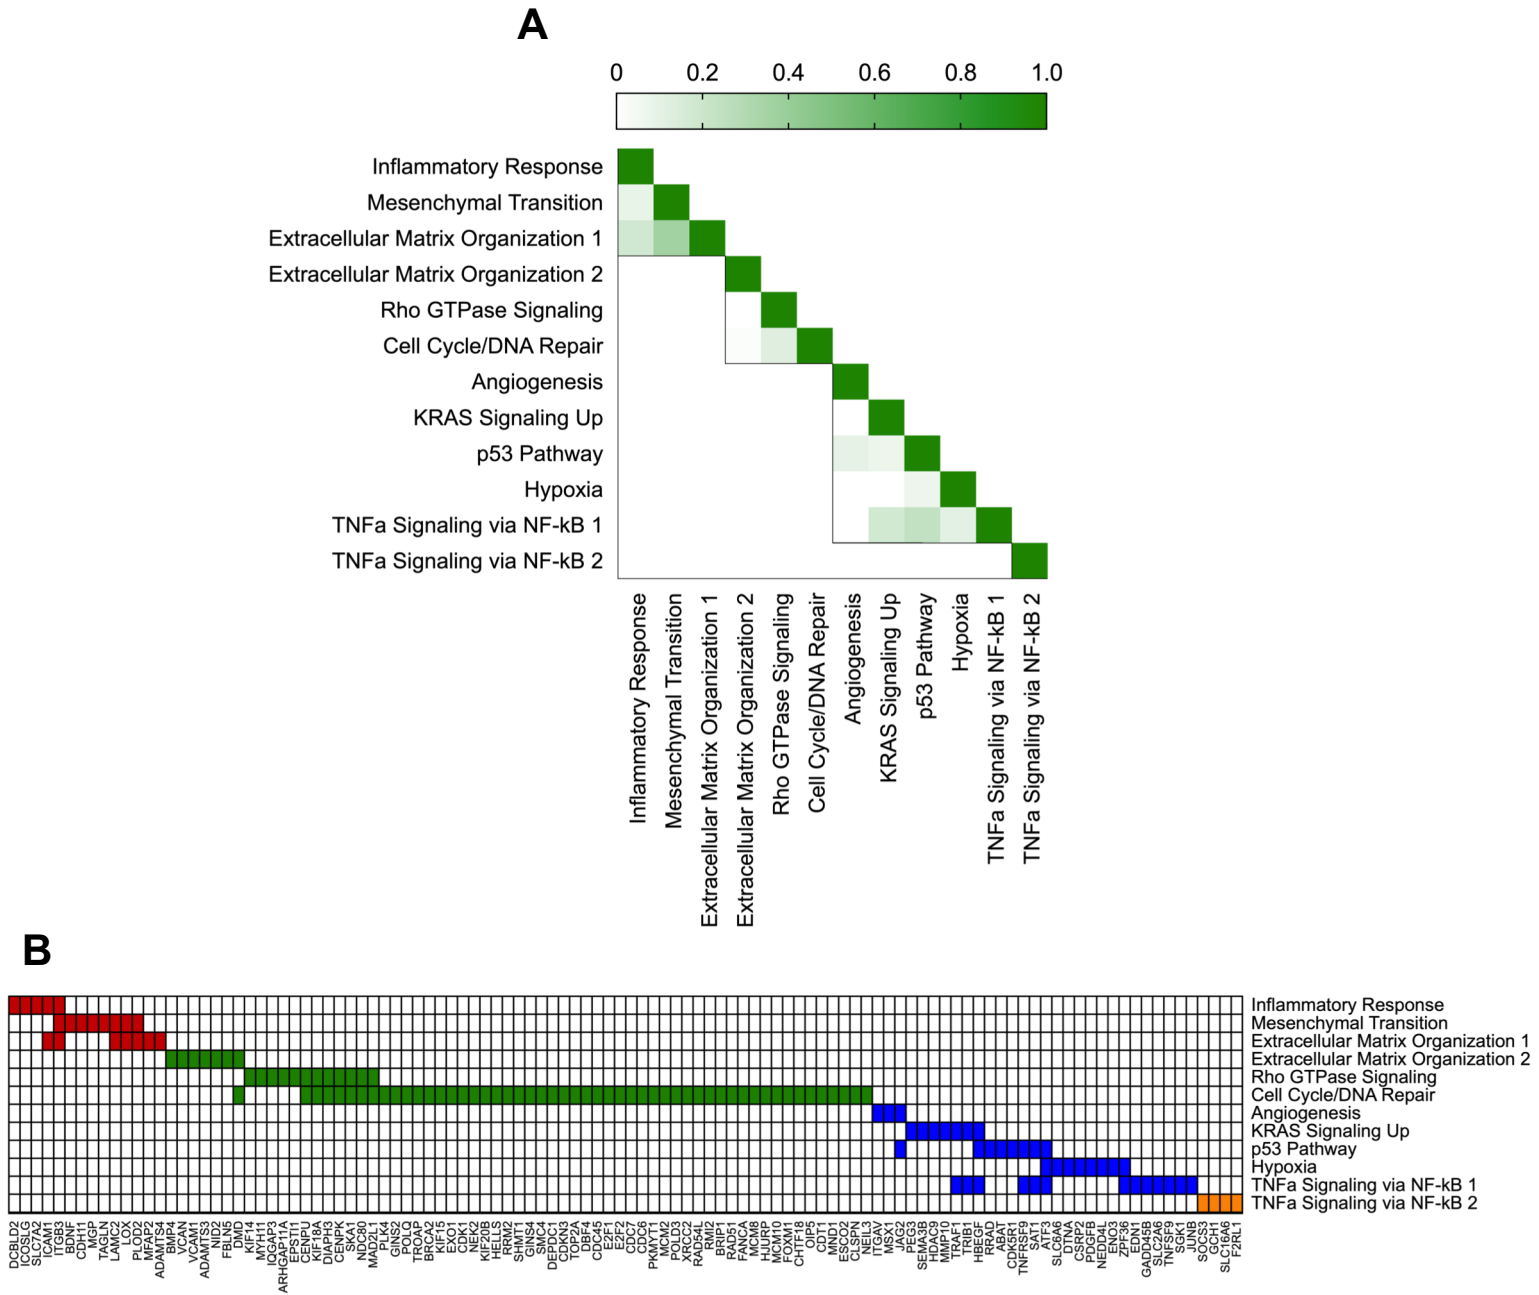 A
0 0.2 0.4 0.6 0.8 1.0
Inflammatory Response
Mesenchymal Transition
Extracellular Matrix Organization 1
Extracellular Matrix Organization 2
Rho GTPase Signaling
Cell Cycle/DNA Repair
Angiogenesis
KRAS Signaling Up
p53 Pathway
Hypoxia
TNFa Signaling via NF-kB 1
TNFa Signaling via NF-kB 2
Inflammatory Response
Mesenchymal Transition
Extracellular Matrix Organization 1
Extracellular Matrix Organization 2
Rho GTPase Signaling
Cell Cycle/DNA Repair
Angiogenesis
KRAS Signaling Up
p53 Pathway
Hypoxia
TNFa Signaling via NF-kB 1
TNFa Signaling via NF-kB 2
B
Inflammatory Response
Mesenchymal Transition
Extracellular Matrix Organization 1
Extracellular Matrix Organization 2
Rho GTPase Signaling
Cell Cycle/DNA Repair
Angiogenesis
KRAS Signaling Up
p53 Pathway
Hypoxia
TNFa Signaling via NF-kB 1
TNFa Signaling via NF-kB 2
DCBLD2
ICOSLG
SLC7A2
ICAM1
ITGB3
BDNF
CDH11
MGP
TAGLN
LAMC2
LOX
PLOD2
MFAP2
ADAMTS4
BMP4
VCAN
VCAM1
ADAMTS3
NID2
FBLN5
DMD
KIF14
MYH11
IQGAP3
ARHGAP11A
EPSTI1
CENPU
KIF18A
DIAPH3
CENPK
SKA1
NDC80
MAD2L1
PLK4
GINS2
POLQ
TROAP
BRCA2
KIF15
EXO1
CDK1
NEK2
KIF20B
HELLS
RRM2
SHMT1
GINS4
SMC4
DEPDC1
CDKN3
TOP2A
DBF4
CDC45
E2F1
E2F2
CDC7
CDC6
PKMYT1
MCM2
POLD3
XRCC2
RAD54L
RMI2
BRIP1
RAD51
FANCA
MCM8
HJURP
MCM10
FOXM1
CHTF18
OIP5
CDT1
MND1
ESCO2
CLSPN
NEIL3
ITGAV
MSX1
JAG2
PEG3
SEMA3B
HDAC9
MMP10
TRAF1
TRIB1
HBEGF
RRAD
ABAT
CDK5R1
TNFRSF9
SAT1
ATF3
SLC6A6
DTNA
CSRP2
PDGFB
NEDD4L
ENO3
ZPF36
EDN1
GADD45B
SLC2A6
TNFSF9
SGK1
JUNB
SOCS3
GCH1
SLC16A6
F2RL1